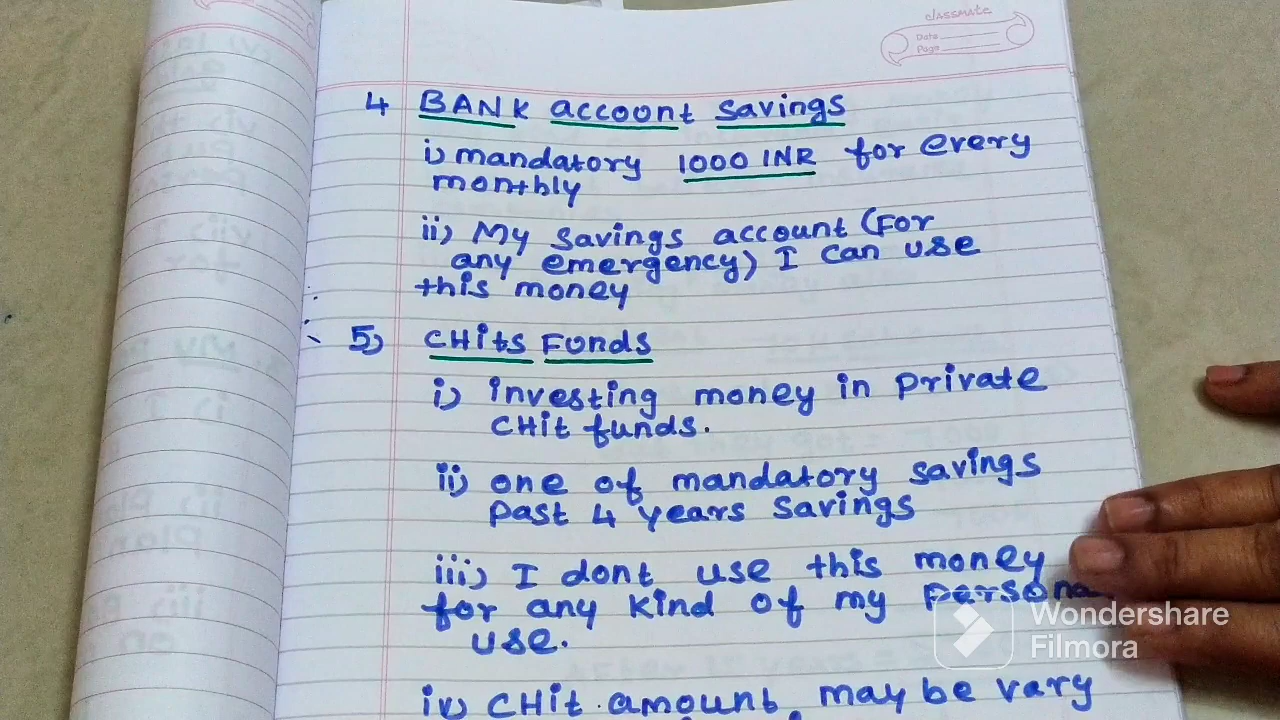 classmate
Date
Page
4 BANK account savings
i) mandatory 1000 INR for every
monthly
ii) My savings account (For
any emergency) I can use
this money
5) CHits Funds
i) investing money in private
CHit funds.
ii) one of mandatory savings
past 4 years savings
iii) I dont use this money
for any kind of my persona
use.
iv) CHit amount may be vary
Wondershare
Filmora